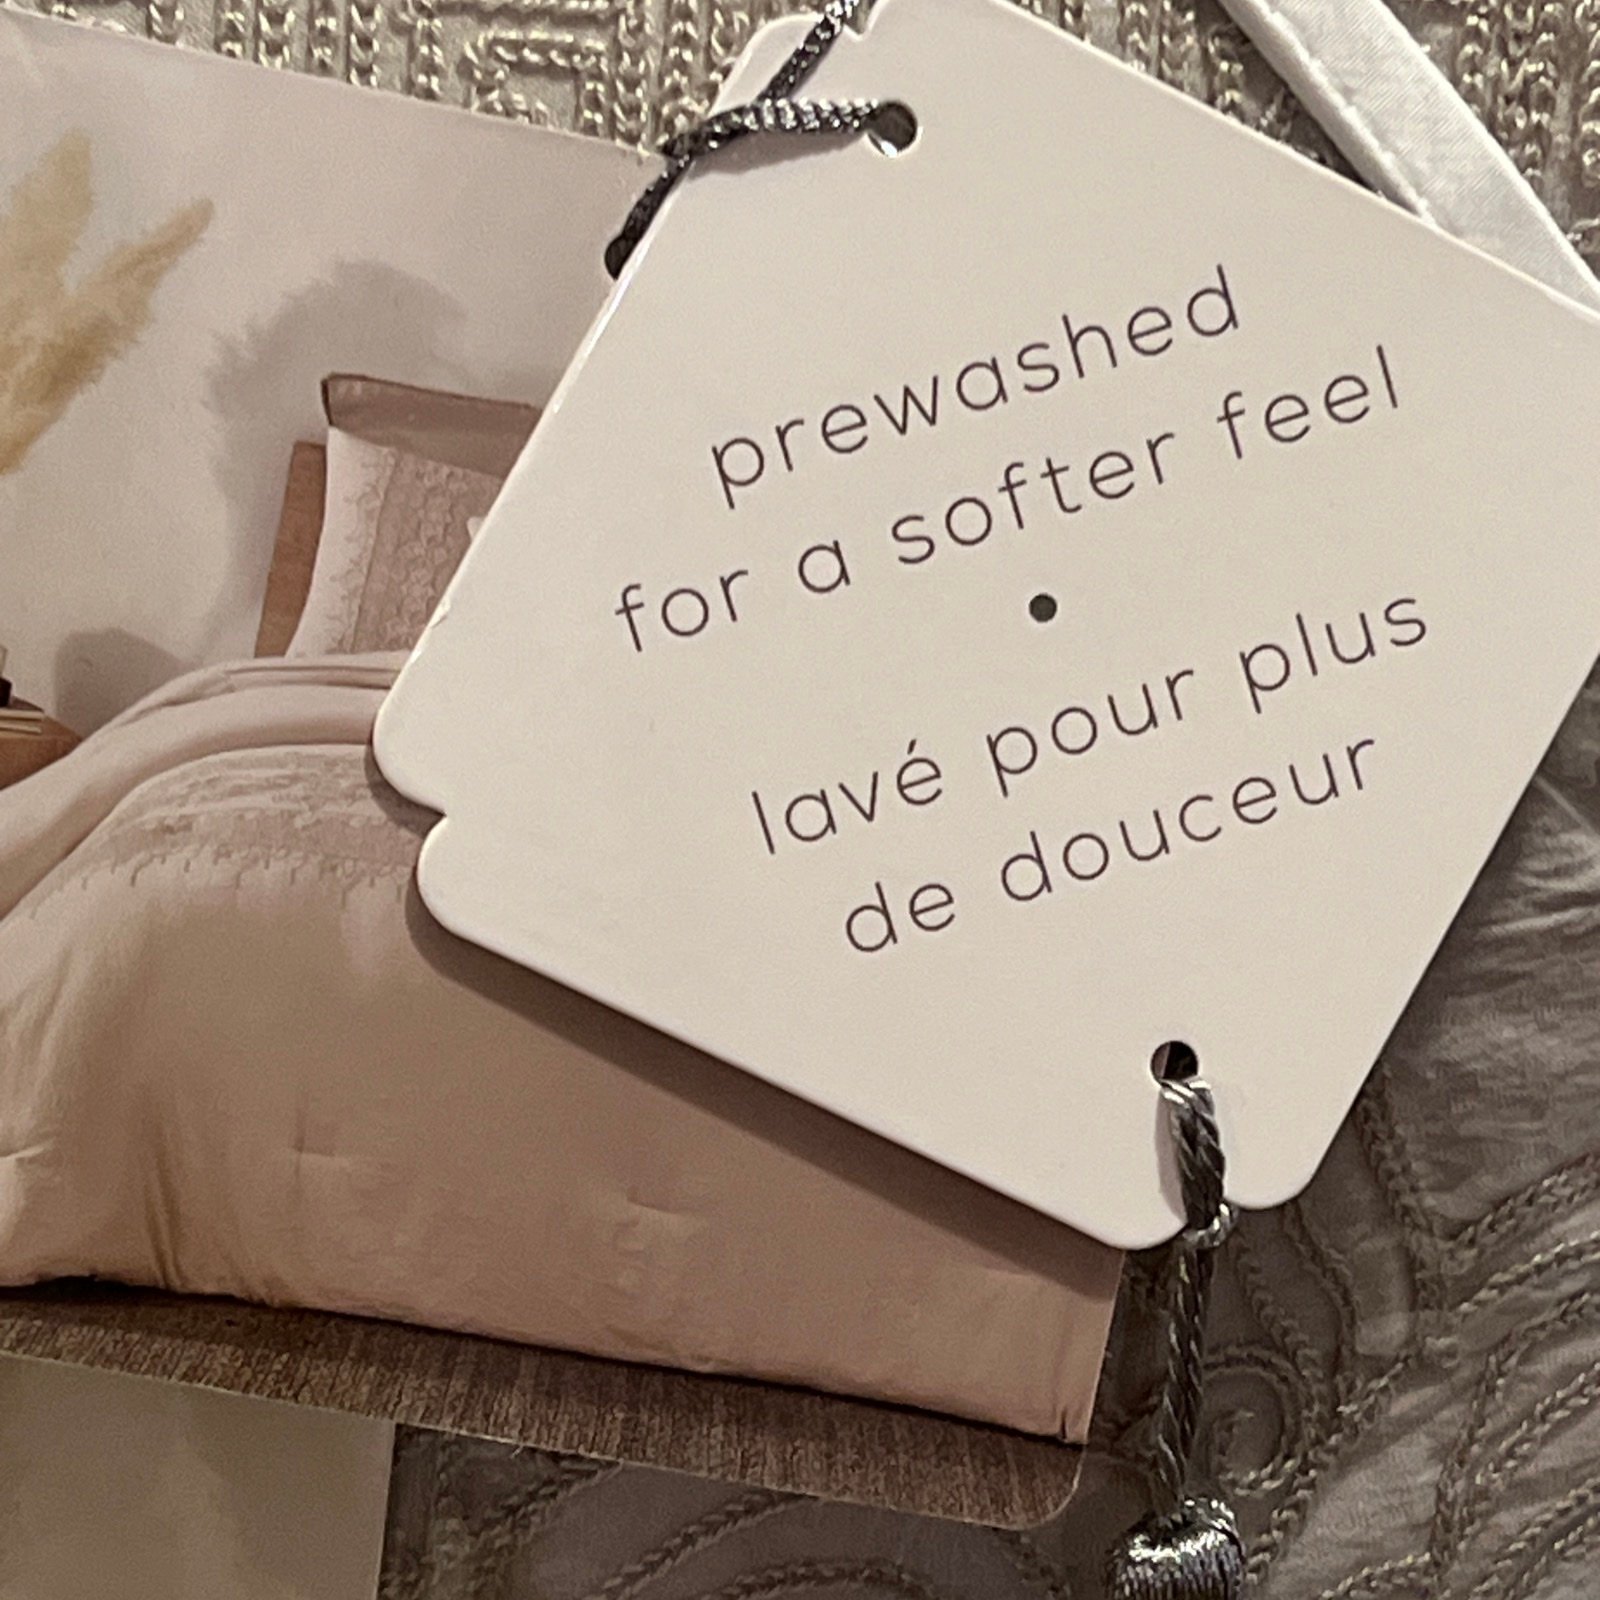 prewashed
for a softer feel
•
lavé pour plus
de douceur